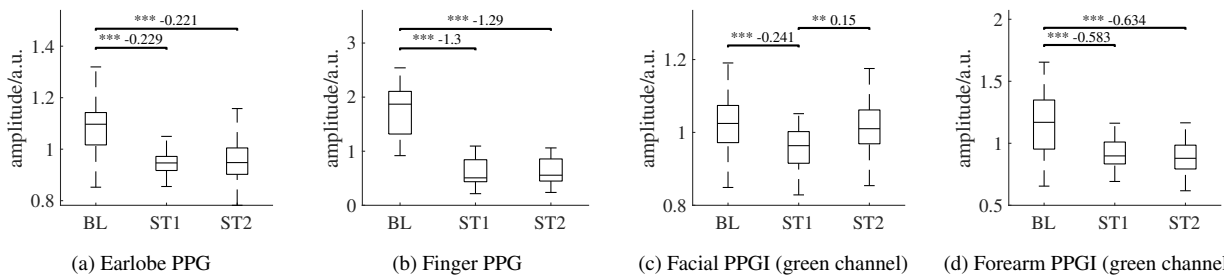 amplitude/a.u.
1.4
1.2
1
0.8
*** -0.221
*** -0.229
BL ST1 ST2
(a) Earlobe PPG
amplitude/a.u.
3
2
1
0
*** -1.29
*** -1.3
BL ST1 ST2
(b) Finger PPG
amplitude/a.u.
1.2
1
0.8
** 0.15
*** -0.241
BL ST1 ST2
(c) Facial PPGI (green channel)
amplitude/a.u.
2
1.5
1
0.5
*** -0.634
*** -0.583
BL ST1 ST2
(d) Forearm PPGI (green channel